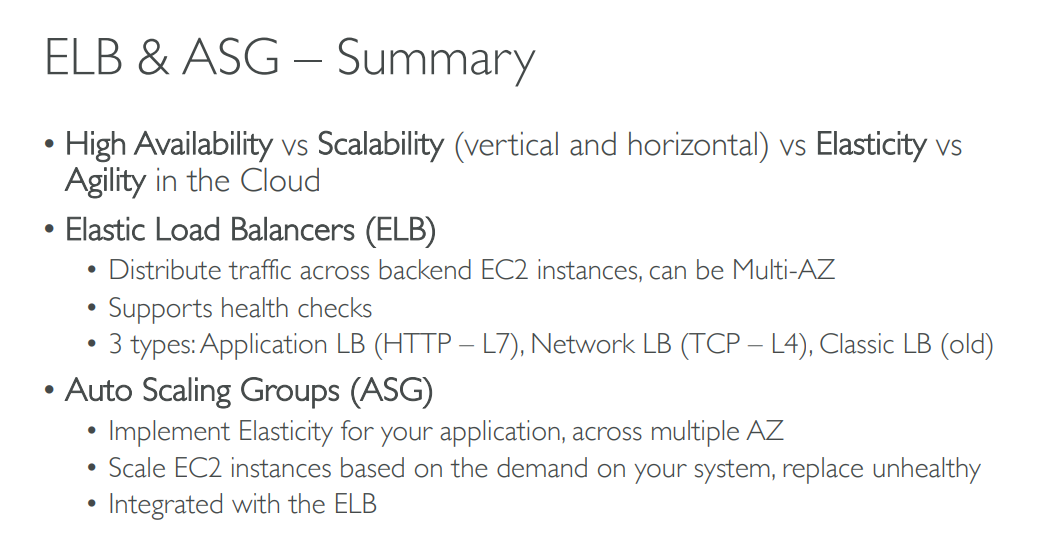 ELB & ASG – Summary
• High Availability vs Scalability (vertical and horizontal) vs Elasticity vs
Agility in the Cloud
• Elastic Load Balancers (ELB)
• Distribute traffic across backend EC2 instances, can be Multi-AZ
• Supports health checks
• 3 types: Application LB (HTTP – L7), Network LB (TCP – L4), Classic LB (old)
• Auto Scaling Groups (ASG)
• Implement Elasticity for your application, across multiple AZ
• Scale EC2 instances based on the demand on your system, replace unhealthy
• Integrated with the ELB